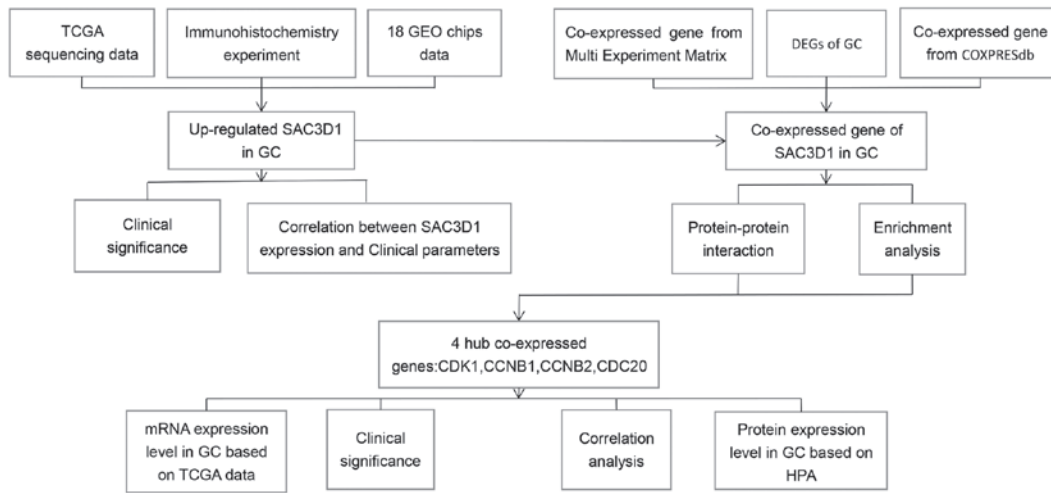 TCGA
sequencing data
Immunohistochemistry
experiment
18 GEO chips
data
Co-expressed gene from
Multi Experiment Matrix
DEGs of GC
Co-expressed gene
from COXPRESdb
Up-regulated SAC3D1
in GC
Co-expressed gene of
SAC3D1 in GC
Clinical
significance
Correlation between SAC3D1
expression and Clinical parameters
Protein-protein
interaction
Enrichment
analysis
4 hub co-expressed
genes:CDK1,CCNB1,CCNB2,CDC20
mRNA expression
level in GC based
on TCGA data
Clinical
significance
Correlation
analysis
Protein expression
level in GC based on
HPA